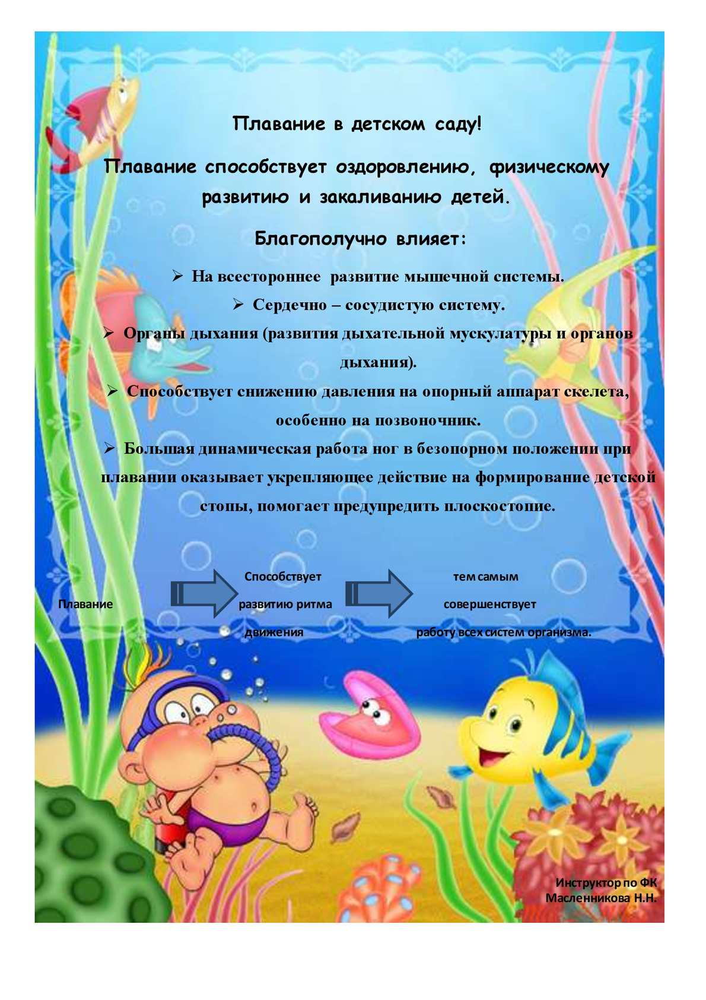 Плавание в детском саду!
Плавание способствует оздоровлению, физическому
развитию и закаливанию детей.
Благополучно влияет:
➢ На всестороннее развитие мышечной системы.
➢ Сердечно – сосудистую систему.
➢ Органы дыхания (развития дыхательной мускулатуры и органов
дыхания).
➢ Способствует снижению давления на опорный аппарат скелета,
особенно на позвоночник.
➢ Большая динамическая работа ног в безопорном положении при
плавании оказывает укрепляющее действие на формирование детской
стопы, помогает предупредить плоскостопие.
Способствует тем самым
Плавание развитию ритма совершенствует
движения работу всех систем организма.
Инструктор по ФК
Масленникова Н.Н.